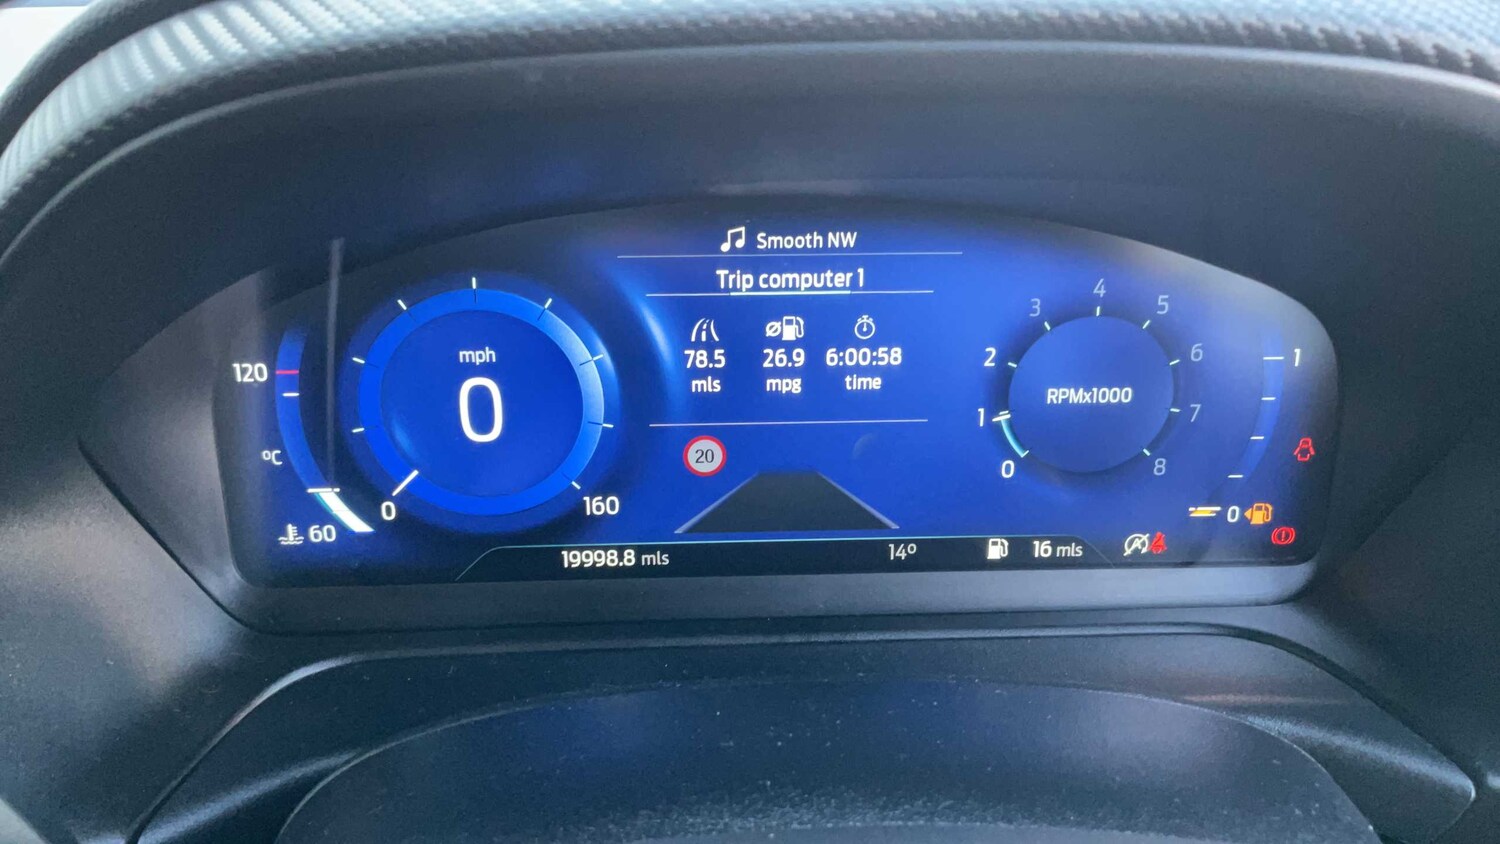 Smooth NW
Trip computer 1
78.5 26.9 6:00:58
mls mpg time
mph
0
0
160
120
°C
60
20
RPMx1000
0
1
2
3
4
5
6
7
8
1
0
19998.8 mls
14°
16 mls